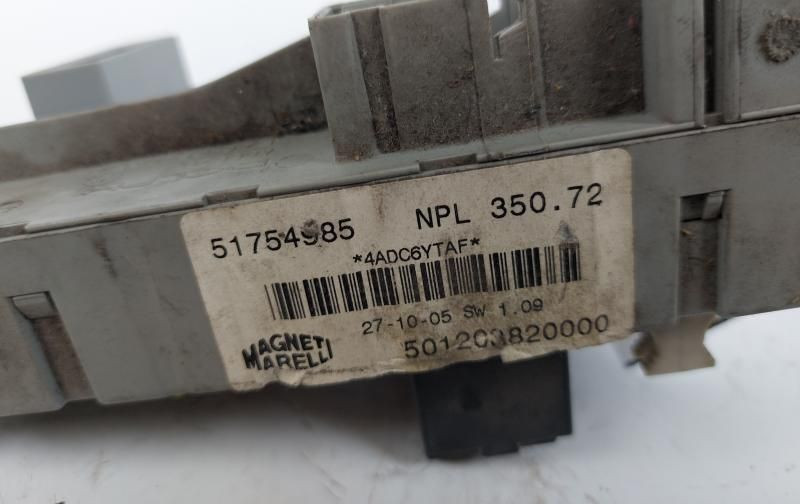 51754985 NPL 350.72
*4ADC6YTAF*
27-10-05 SW 1.09
MAGNETI
MARELLI
501203820000